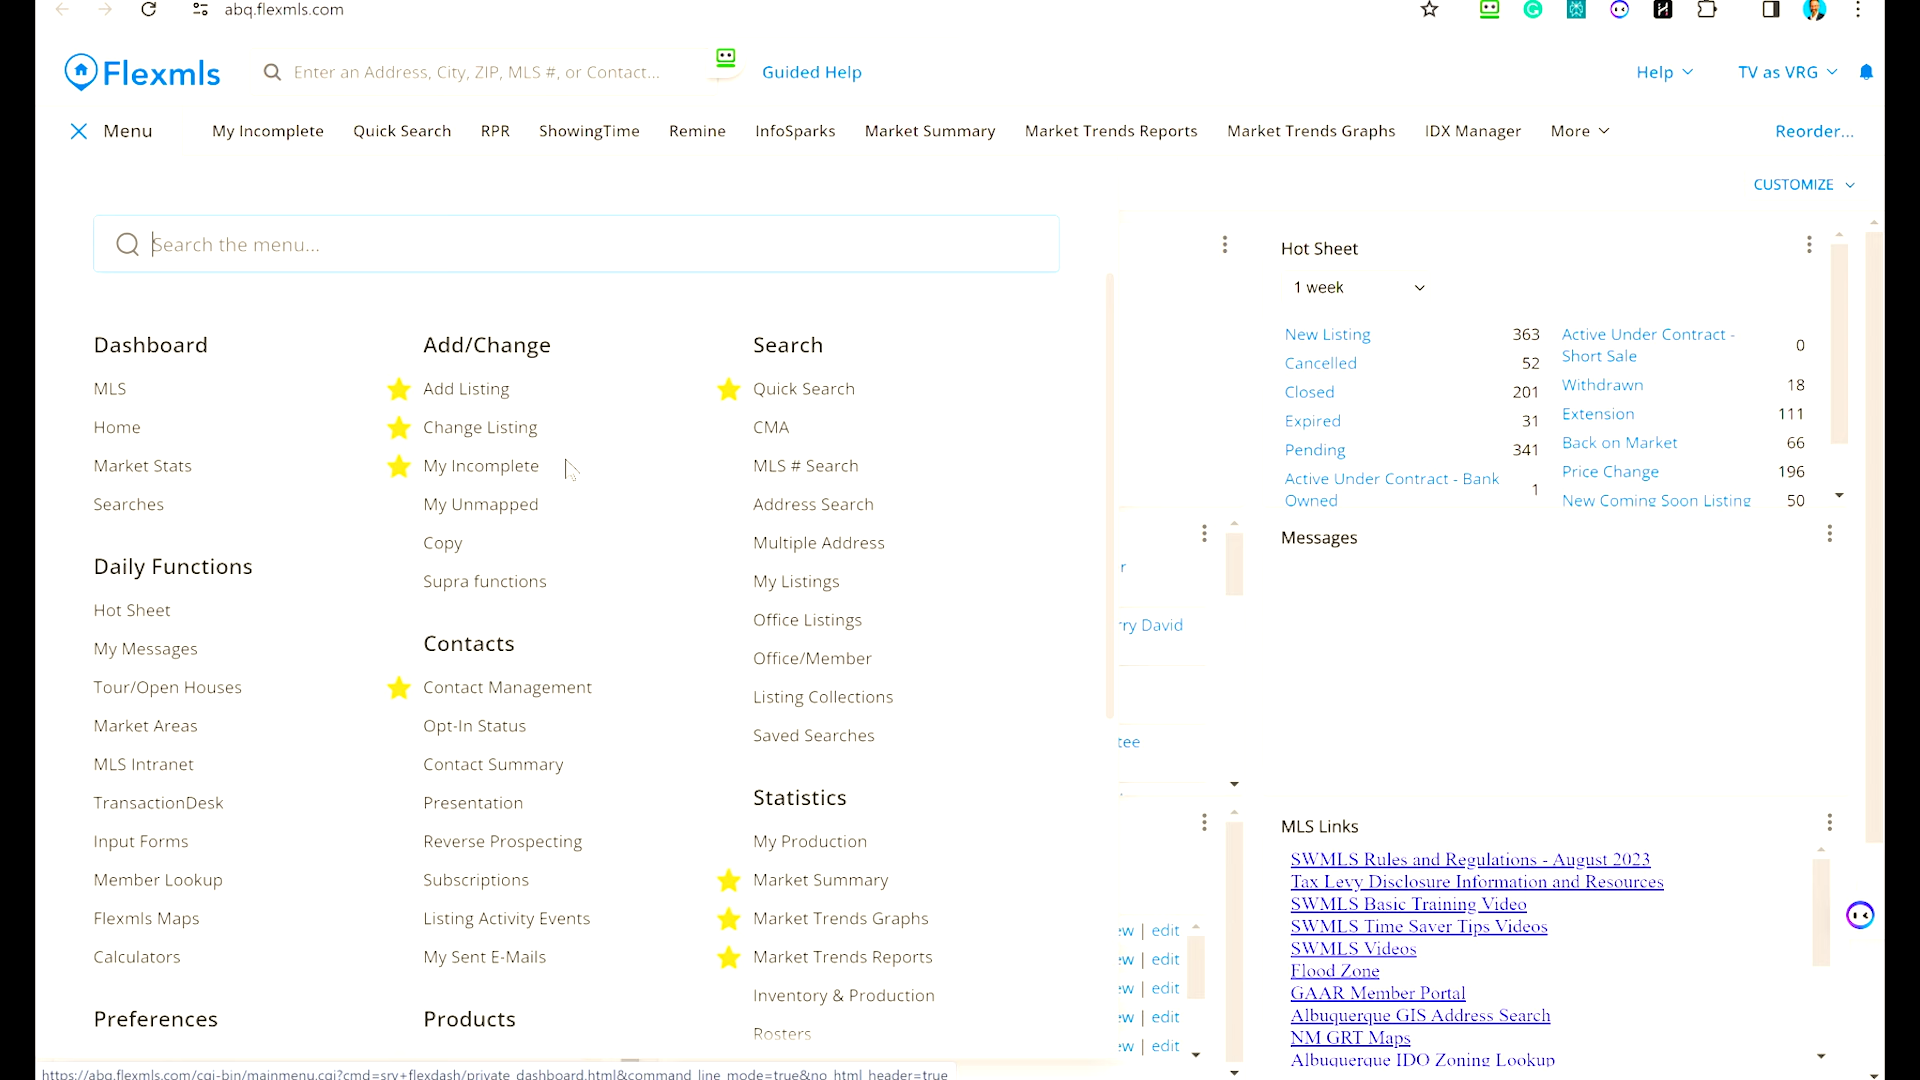 abq.flexmls.com
Flexmls
Enter an Address, City, ZIP, MLS #, or Contact...
Guided Help
Help
TV as VRG
Menu
My Incomplete
Quick Search
RPR
ShowingTime
Remine
InfoSparks
Market Summary
Market Trends Reports
Market Trends Graphs
IDX Manager
More
Reorder...
CUSTOMIZE
Search the menu...
Dashboard
MLS
Home
Market Stats
Searches
Daily Functions
Hot Sheet
My Messages
Tour/Open Houses
Market Areas
MLS Intranet
TransactionDesk
Input Forms
Member Lookup
Flexmls Maps
Calculators
Preferences
Add/Change
Add Listing
Change Listing
My Incomplete
My Unmapped
Copy
Supra functions
Contacts
Contact Management
Opt-In Status
Contact Summary
Presentation
Reverse Prospecting
Subscriptions
Listing Activity Events
My Sent E-Mails
Products
Search
Quick Search
CMA
MLS # Search
Address Search
Multiple Address
My Listings
Office Listings
Office/Member
Listing Collections
Saved Searches
Statistics
My Production
Market Summary
Market Trends Graphs
Market Trends Reports
Inventory & Production
Rosters
r
rry David
tee
ew | edit
ew | edit
ew | edit
ew | edit
ew | edit
Hot Sheet
1 week
New Listing 363
Cancelled 52
Closed 201
Expired 31
Pending 341
Active Under Contract - Bank
Owned 1
Active Under Contract -
Short Sale 0
Withdrawn 18
Extension 111
Back on Market 66
Price Change 196
New Coming Soon Listing 50
Messages
MLS Links
SWMLS Rules and Regulations - August 2023
Tax Levy Disclosure Information and Resources
SWMLS Basic Training Video
SWMLS Time Saver Tips Videos
SWMLS Videos
Flood Zone
GAAR Member Portal
Albuquerque GIS Address Search
NM GRT Maps
Albuquerque IDO Zoning Lookup
https://abq.flexmls.com/cgi-bin/mainmenu.cgi?cmd=srv+flexdash/private_dashboard.html&command_line_mode=true&no_html_header=true